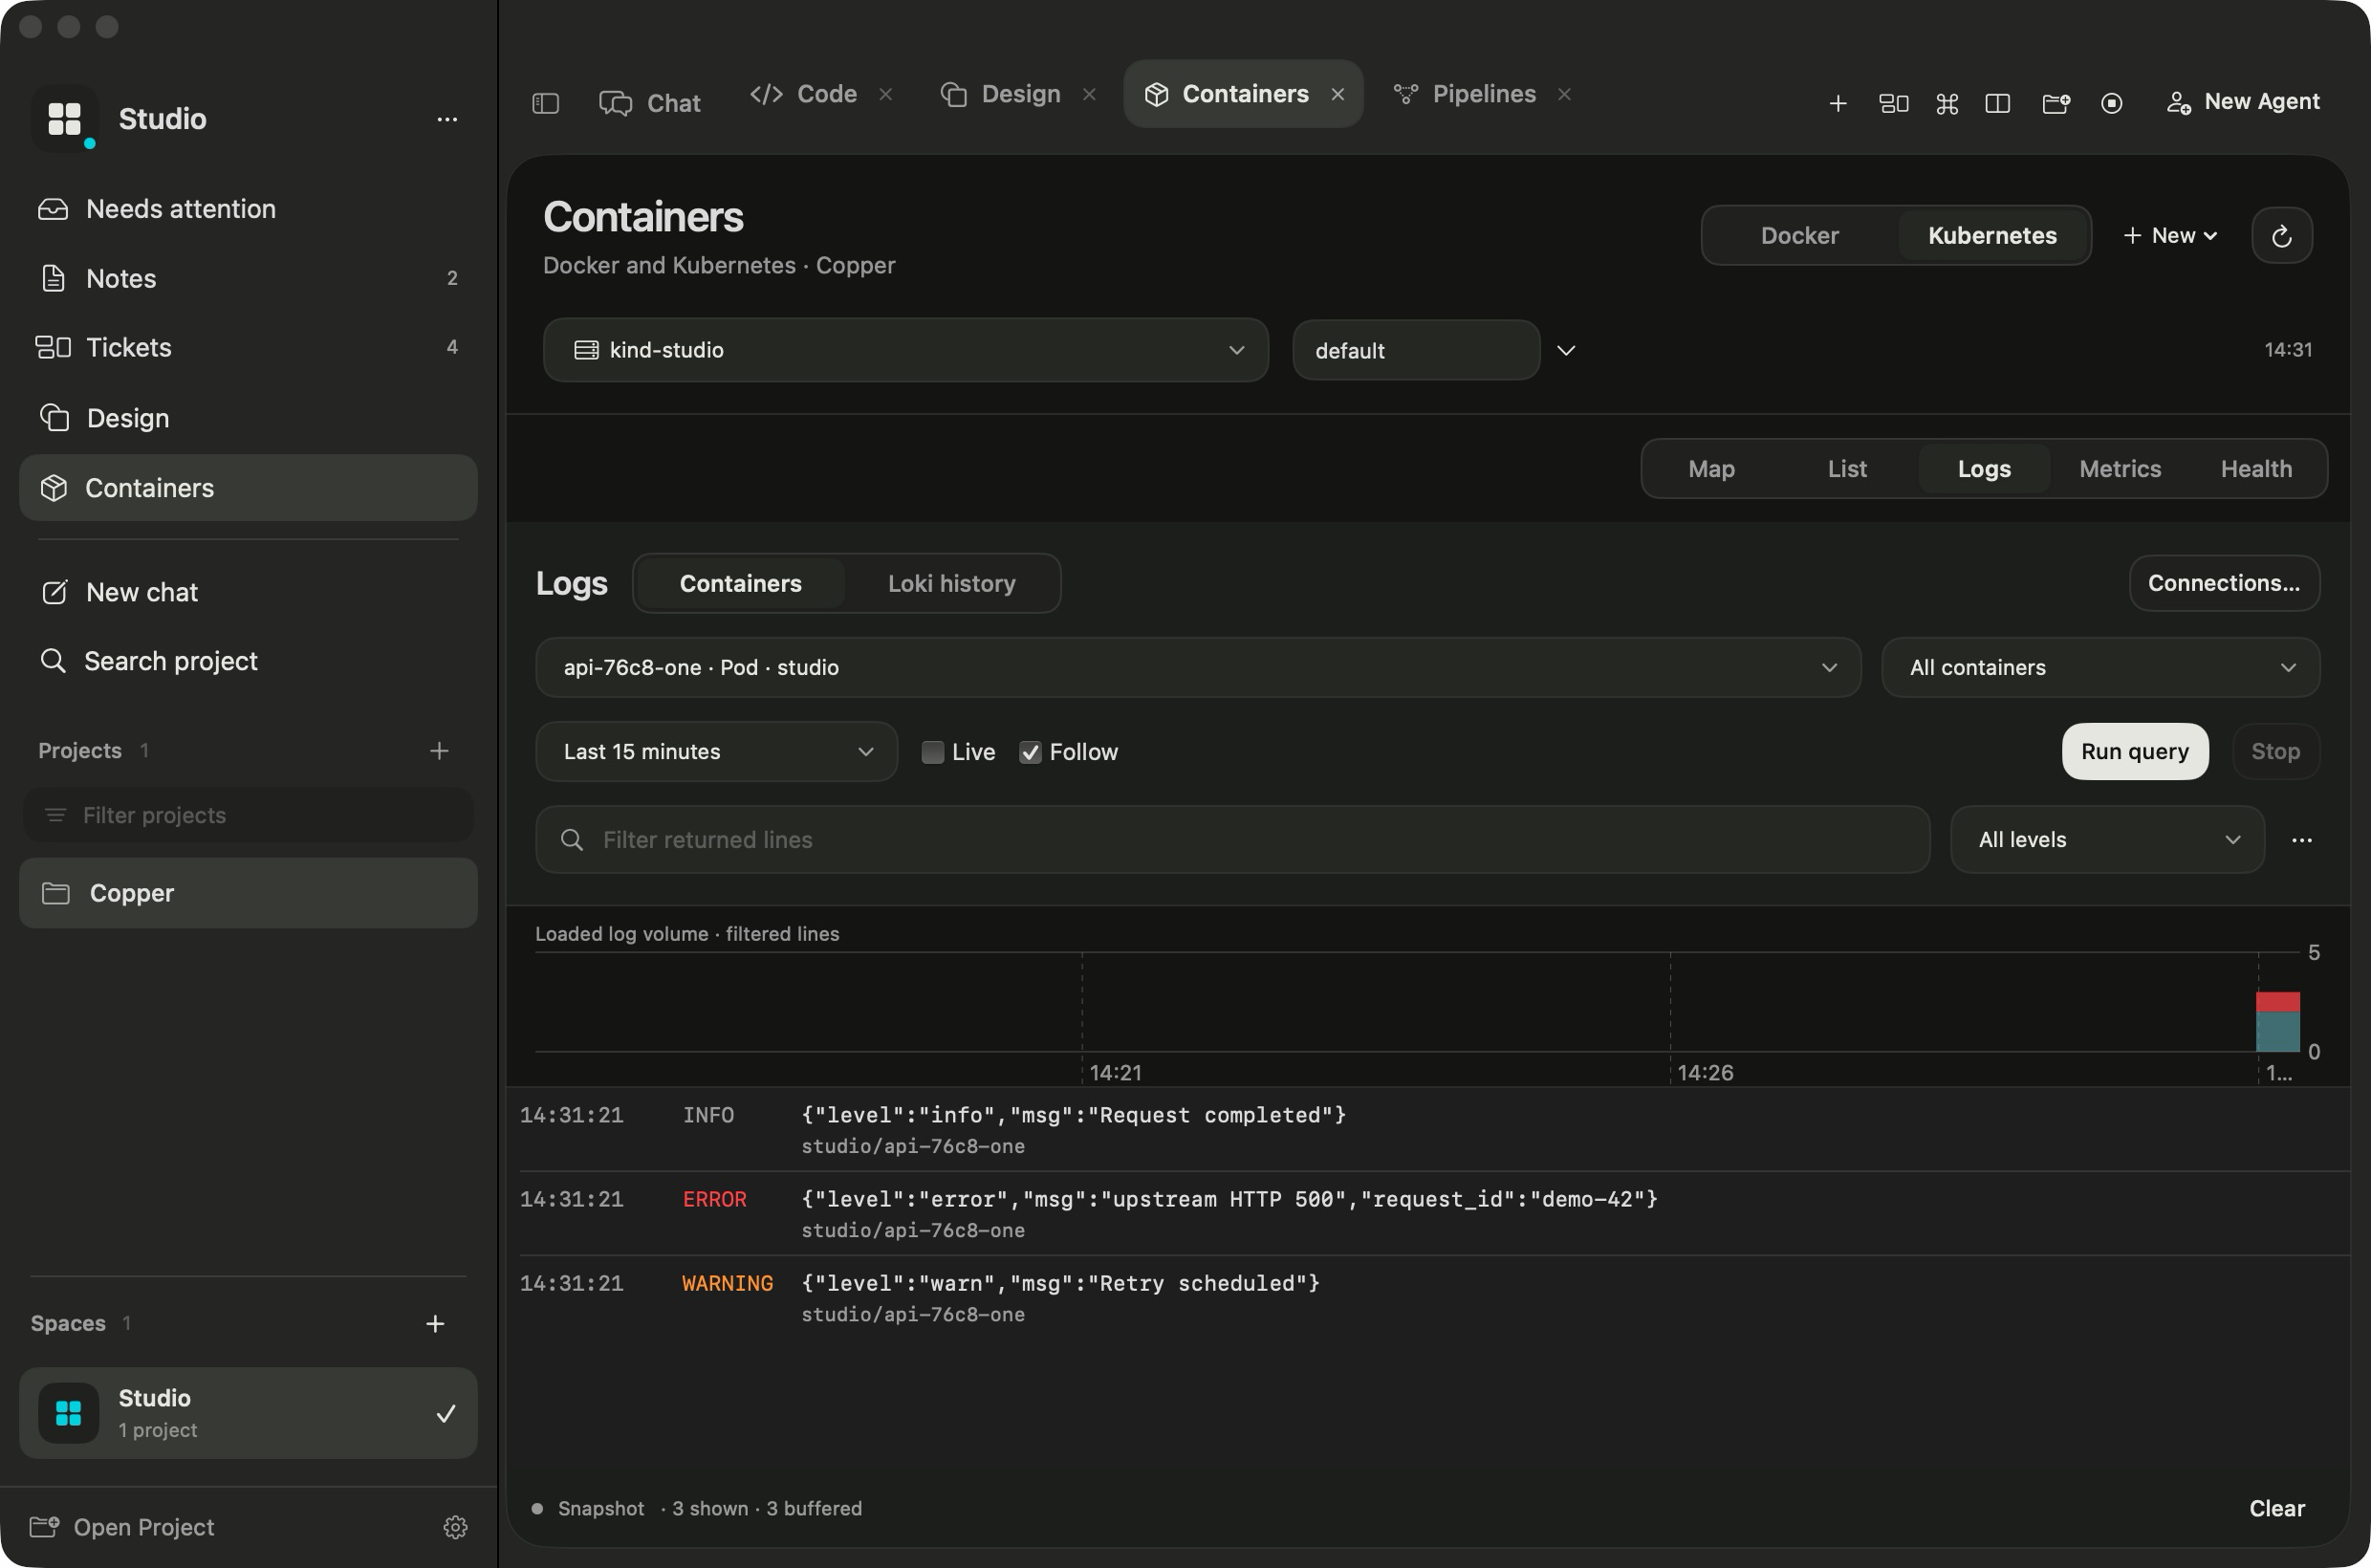 Studio
Needs attention
Notes 2
Tickets 4
Design
Containers
New chat
Search project
Projects 1
Filter projects
Copper
Spaces 1
Studio
1 project
Open Project
Chat
Code
Design
Containers
Pipelines
New Agent
Containers
Docker and Kubernetes · Copper
Docker
Kubernetes
New
kind-studio
default
14:31
Map
List
Logs
Metrics
Health
Logs
Containers
Loki history
Connections...
api-76c8-one · Pod · studio
All containers
Last 15 minutes
Live
Follow
Run query
Stop
Filter returned lines
All levels
Loaded log volume · filtered lines
5
0
14:21
14:26
1...
14:31:21 INFO {"level":"info","msg":"Request completed"}
studio/api-76c8-one
14:31:21 ERROR {"level":"error","msg":"upstream HTTP 500","request_id":"demo-42"}
studio/api-76c8-one
14:31:21 WARNING {"level":"warn","msg":"Retry scheduled"}
studio/api-76c8-one
Snapshot · 3 shown · 3 buffered
Clear